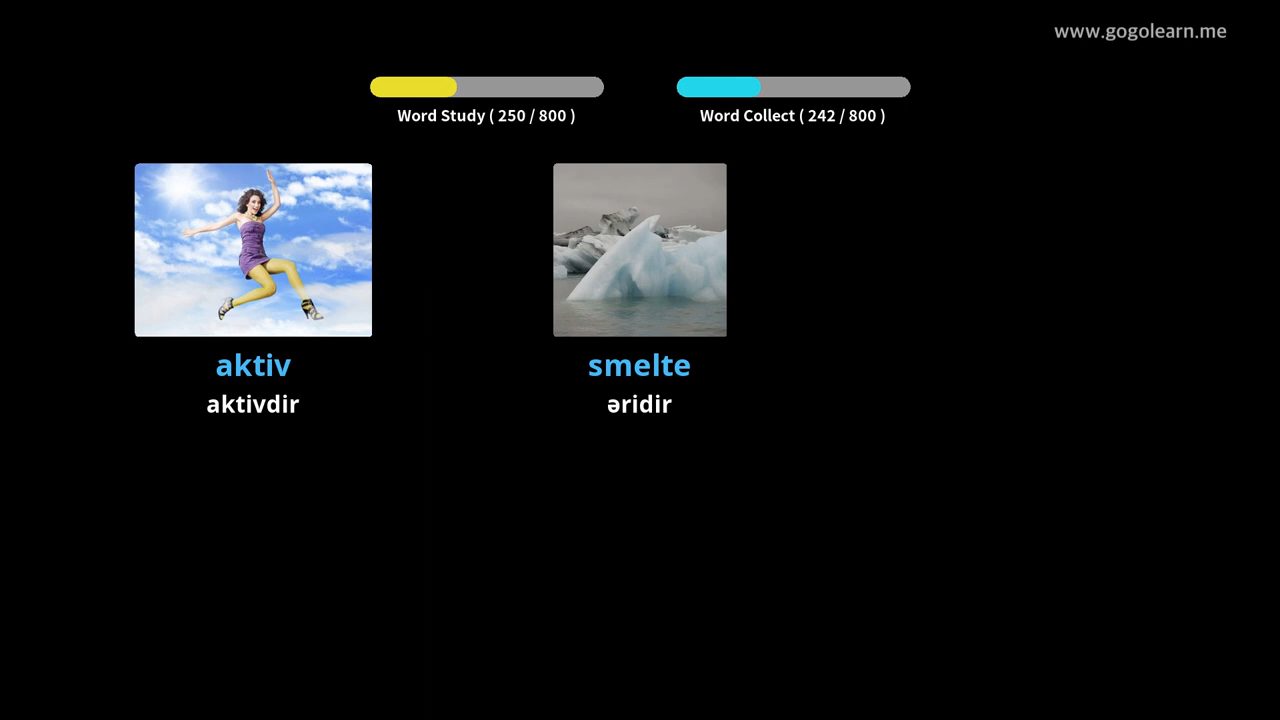 www.gogolearn.me
Word Study ( 250 / 800 )
Word Collect ( 242 / 800 )
aktiv
aktivdir
smelte
əridir